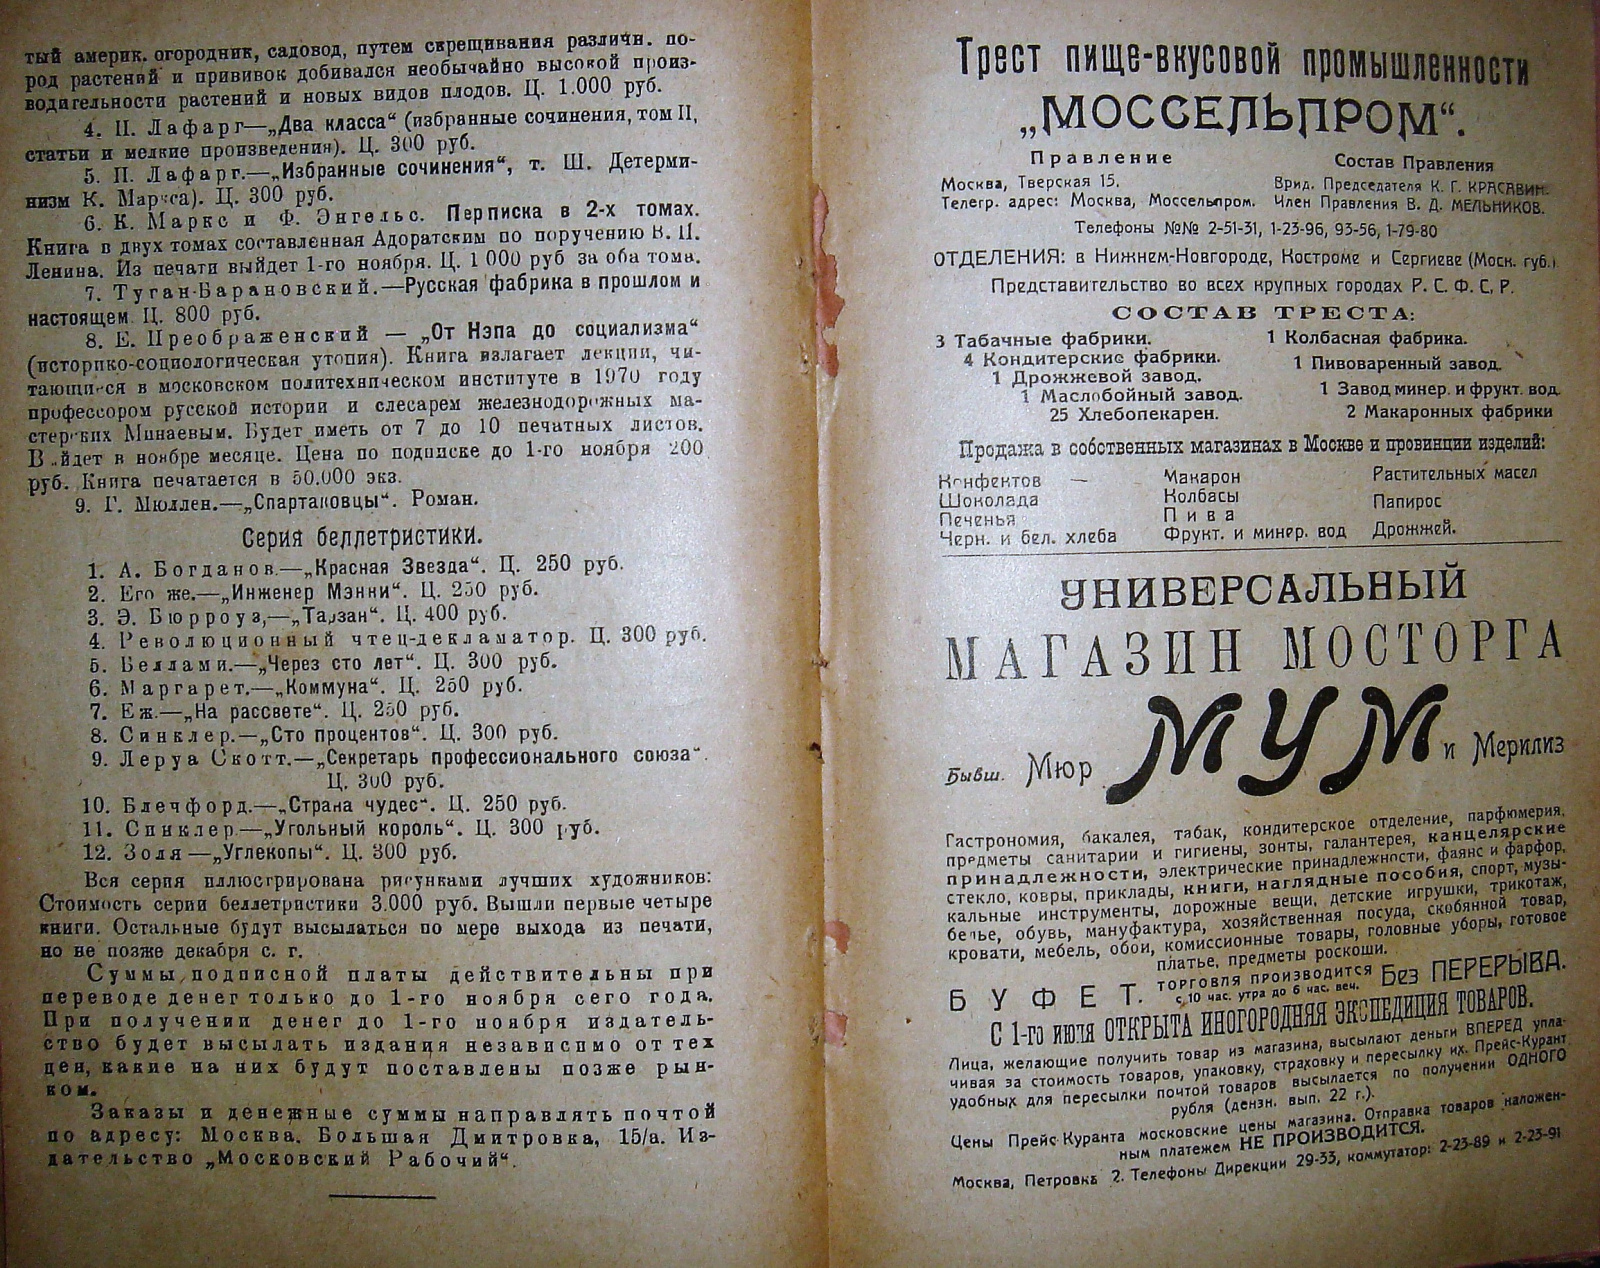 тый америк. огородник, садовод, путем скрещивания различн. по-
род растений и прививок добивался необычайно высокой произ-
водительности растений и новых видов плодов. Ц. 1.000 руб.
4. П. Лафарг—„Два класса“ (избранные сочинения, том II,
статьи и мелкие произведения). Ц. 300 руб.
5. П. Лафарг.—„Избранные сочинения“, т. Ш. Детерми-
низм К. Маркса). Ц. 300 руб.
6. К. Маркс и Ф. Энгельс. Перписка в 2-х томах.
Книга в двух томах составленная Адоратским по поручению В. И.
Ленина. Из печати выйдет 1-го ноября. Ц. 1 000 руб за оба тома.
7. Туган-Барановский.—Русская фабрика в прошлом и
настоящем Ц. 800 руб.
8. Е. Преображенский — „От Нэпа до социализма“
(историко-социологическая утопия). Книга излагает лекции, чи-
тающиеся в московском политехническом институте в 1970 году
профессором русской истории и слесарем железнодорожных ма-
стерских Минаевым. Будет иметь от 7 до 10 печатных листов.
Выйдет в ноябре месяце. Цена по подписке до 1-го ноября 200
руб. Книга печатается в 50.000 экз.
9. Г. Мюллен.—„Спартаковцы“. Роман.
Серия беллетристики.
1. А. Богданов.—„Красная Звезда“. Ц. 250 руб.
2. Его же.—„Инженер Мэнни“. Ц. 250 руб.
3. Э. Бюрроуз,—„Тарзан“. Ц. 400 руб.
4. Революционный чтец-декламатор. Ц. 300 руб.
5. Беллами.—„Через сто лет“. Ц. 300 руб.
6. Маргарет.—„Коммуна“. Ц. 250 руб.
7. Еж.—„На рассвете“. Ц. 250 руб.
8. Синклер.—„Сто процентов“. Ц. 300 руб.
9. Леруа Скотт.—„Секретарь профессионального союза“.
Ц. 300 руб.
10. Блечфорд.—„Страна чудес“. Ц. 250 руб.
11. Синклер—„Угольный король“. Ц. 300 руб.
12. Золя—„Углекопы“. Ц. 300 руб.
Вся серия иллюстрирована рисунками лучших художников:
Стоимость серии беллетристики 3.000 руб. Вышли первые четыре
книги. Остальные будут высылаться по мере выхода из печати,
но не позже декабря с. г.
Суммы подписной платы действительны при
переводе денег только до 1-го ноября сего года.
При получении денег до 1-го ноября издатель-
ство будет высылать издания независимо от тех
цен, какие на них будут поставлены позже рын-
ком.
Заказы и денежные суммы направлять почтой
по адресу: Москва. Большая Дмитровка, 15/а. Из-
дательство „Московский Рабочий“.
Трест пище-вкусовой промышленности
„МОССЕЛЬПРОМ“.
Правление
Москва, Тверская 15.
Телегр. адрес: Москва, Моссельпром.
Состав Правления
Врид. Председателя К. Г. КРАСАВИН.
Член Правления В. Д. МЕЛЬНИКОВ.
Телефоны №№ 2-51-31, 1-23-96, 93-56, 1-79-80
ОТДЕЛЕНИЯ: в Нижнем-Новгороде, Костроме и Сергиеве (Моск. губ.).
Представительство во всех крупных городах Р. С. Ф. С, Р.
СОСТАВ ТРЕСТА:
3 Табачные фабрики.
4 Кондитерские фабрики.
1 Дрожжевой завод.
1 Маслобойный завод.
25 Хлебопекарен.
1 Колбасная фабрика.
1 Пивоваренный завод.
1 Завод минер. и фрукт. вод.
2 Макаронных фабрики
Продажа в собственных магазинах в Москве и провинции изделий:
Конфектов —
Шоколада
Печенья
Черн. и бел. хлеба
Макарон
Колбасы
Пива
Фрукт. и минер. вод
Растительных масел
Папирос
Дрожжей.
УНИВЕРСАЛЬНЫЙ
МАГАЗИН МОСТОРГА
МУМ
Бывш. Мюр и Мерилиз
Гастрономия, бакалея, табак, кондитерское отделение, парфюмерия,
предметы санитарии и гигиены, зонты, галантерея, канцелярские
принадлежности, электрические принадлежности, фаянс и фарфор,
стекло, ковры, приклады, книги, наглядные пособия, спорт, музы-
кальные инструменты, дорожные вещи, детские игрушки, трикотаж,
белье, обувь, мануфактура, хозяйственная посуда, скобянной товар,
кровати, мебель, обои, комиссионные товары, головные уборы, готовое
платье, предметы роскоши.
БУФЕТ. торговля производится с 10 час. утра до 6 час. веч. Без ПЕРЕРЫВА.
С 1-го июля ОТКРЫТА ИНОГОРОДНЯЯ ЭКСПЕДИЦИЯ ТОВАРОВ.
Лица, желающие получить товар из магазина, высылают деньги ВПЕРЕД упла-
чивая за стоимость товаров, упаковку, страховку и пересылку их. Прейс-Курант
удобных для пересылки почтой товаров высылается по получении ОДНОГО
рубля (дензн. вып. 22 г.).
Цены Прейс-Куранта московские цены магазина. Отправка товаров наложен-
ным платежем НЕ ПРОИЗВОДИТСЯ.
Москва, Петровка 2. Телефоны Дирекции 29-33, коммутатор: 2-23-89 и 2-23-91